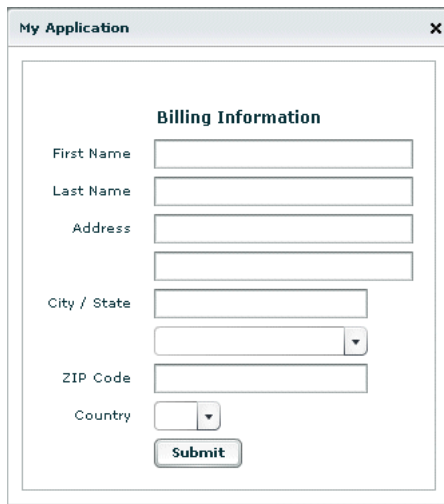 My Application
Billing Information
First Name
Last Name
Address
City / State
ZIP Code
Country
Submit